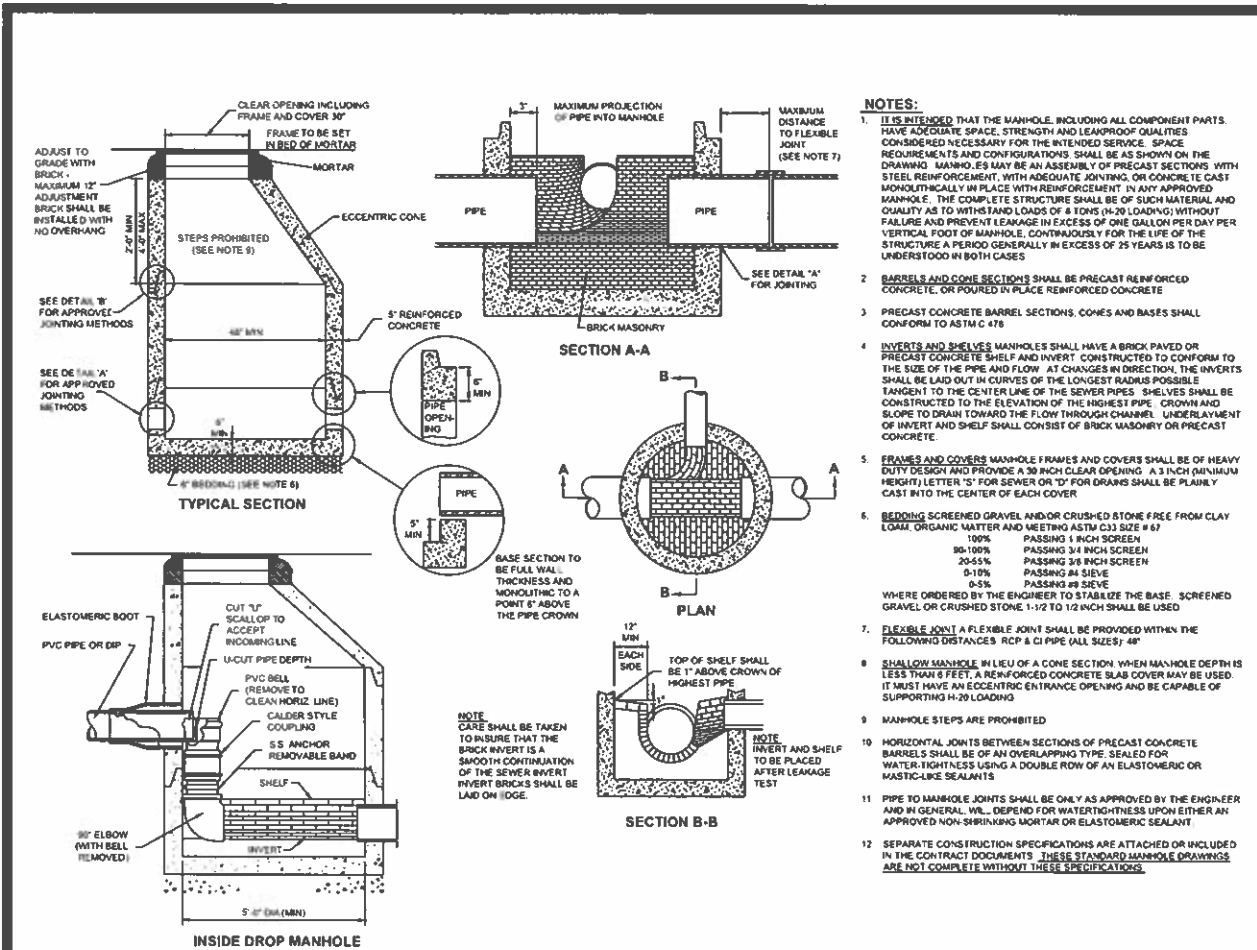 CLEAR OPENING INCLUDING
FRAME AND COVER 30"
FRAME TO BE SET
IN BED OF MORTAR
MORTAR
ADJUST TO
GRADE WITH
BRICK -
MAXIMUM 12"
ADJUSTMENT
BRICK SHALL BE
INSTALLED WITH
NO OVERHANG
2'-0" MIN
4'-0" MAX
ECCENTRIC CONE
STEPS PROHIBITED
(SEE NOTE 9)
SEE DETAIL "B"
FOR APPROVED
JOINTING METHODS
48" MIN
5" REINFORCED
CONCRETE
SEE DETAIL "A"
FOR APPROVED
JOINTING
METHODS
MIN
6" BEDDING (SEE NOTE 6)
TYPICAL SECTION
6"
MIN
PIPE
OPEN-
ING
PIPE
5"
MIN
BASE SECTION TO
BE FULL WALL
THICKNESS AND
MONOLITHIC TO A
POINT 6" ABOVE
THE PIPE CROWN
3"
MAXIMUM PROJECTION
OF PIPE INTO MANHOLE
MAXIMUM
DISTANCE
TO FLEXIBLE
JOINT
(SEE NOTE 7)
PIPE
PIPE
SEE DETAIL "A"
FOR JOINTING
BRICK MASONRY
SECTION A-A
B
A
A
B
PLAN
ELASTOMERIC BOOT
PVC PIPE OR DIP
CUT "U"
SCALLOP TO
ACCEPT
INCOMING LINE
U-CUT PIPE DEPTH
PVC BELL
(REMOVE TO
CLEAN HORIZ LINE)
CALDER STYLE
COUPLING
S.S ANCHOR
REMOVABLE BAND
SHELF
90° ELBOW
(WITH BELL
REMOVED)
INVERT
5'-0" DIA (MIN)
INSIDE DROP MANHOLE
NOTE
CARE SHALL BE TAKEN
TO INSURE THAT THE
BRICK INVERT IS A
SMOOTH CONTINUATION
OF THE SEWER INVERT
INVERT BRICKS SHALL BE
LAID ON EDGE.
12"
MIN
EACH
SIDE
TOP OF SHELF SHALL
BE 1" ABOVE CROWN OF
HIGHEST PIPE
1"
NOTE
INVERT AND SHELF
TO BE PLACED
AFTER LEAKAGE
TEST
SECTION B-B
NOTES:
1. IT IS INTENDED THAT THE MANHOLE, INCLUDING ALL COMPONENT PARTS.
HAVE ADEQUATE SPACE, STRENGTH AND LEAKPROOF QUALITIES
CONSIDERED NECESSARY FOR THE INTENDED SERVICE. SPACE
REQUIREMENTS AND CONFIGURATIONS, SHALL BE AS SHOWN ON THE
DRAWING. MANHOLES MAY BE AN ASSEMBLY OF PRECAST SECTIONS WITH
STEEL REINFORCEMENT, WITH ADEQUATE JOINTING, OR CONCRETE CAST
MONOLITHICALLY IN PLACE WITH REINFORCEMENT IN ANY APPROVED
MANHOLE, THE COMPLETE STRUCTURE SHALL BE OF SUCH MATERIAL AND
QUALITY AS TO WITHSTAND LOADS OF 8 TONS (H-20 LOADING) WITHOUT
FAILURE AND PREVENT LEAKAGE IN EXCESS OF ONE GALLON PER DAY PER
VERTICAL FOOT OF MANHOLE, CONTINUOUSLY FOR THE LIFE OF THE
STRUCTURE A PERIOD GENERALLY IN EXCESS OF 25 YEARS IS TO BE
UNDERSTOOD IN BOTH CASES
2 BARRELS AND CONE SECTIONS SHALL BE PRECAST REINFORCED
CONCRETE, OR POURED IN PLACE REINFORCED CONCRETE
3 PRECAST CONCRETE BARREL SECTIONS, CONES AND BASES SHALL
CONFORM TO ASTM C 478
4 INVERTS AND SHELVES MANHOLES SHALL HAVE A BRICK PAVED OR
PRECAST CONCRETE SHELF AND INVERT CONSTRUCTED TO CONFORM TO
THE SIZE OF THE PIPE AND FLOW AT CHANGES IN DIRECTION, THE INVERTS
SHALL BE LAID OUT IN CURVES OF THE LONGEST RADIUS POSSIBLE
TANGENT TO THE CENTER LINE OF THE SEWER PIPES SHELVES SHALL BE
CONSTRUCTED TO THE ELEVATION OF THE HIGHEST PIPE, CROWN AND
SLOPE TO DRAIN TOWARD THE FLOW THROUGH CHANNEL UNDERLAYMENT
OF INVERT AND SHELF SHALL CONSIST OF BRICK MASONRY OR PRECAST
CONCRETE.
5. FRAMES AND COVERS MANHOLE FRAMES AND COVERS SHALL BE OF HEAVY
DUTY DESIGN AND PROVIDE A 30 INCH CLEAR OPENING A 3 INCH (MINIMUM
HEIGHT) LETTER "S" FOR SEWER OR "D" FOR DRAINS SHALL BE PLAINLY
CAST INTO THE CENTER OF EACH COVER
6. BEDDING SCREENED GRAVEL AND/OR CRUSHED STONE FREE FROM CLAY
LOAM, ORGANIC MATTER AND MEETING ASTM C33 SIZE # 67
100% PASSING 1 INCH SCREEN
90-100% PASSING 3/4 INCH SCREEN
20-55% PASSING 3/8 INCH SCREEN
0-10% PASSING #4 SIEVE
0-5% PASSING #8 SIEVE
WHERE ORDERED BY THE ENGINEER TO STABILIZE THE BASE. SCREENED
GRAVEL OR CRUSHED STONE 1-1/2 TO 1/2 INCH SHALL BE USED
7. FLEXIBLE JOINT A FLEXIBLE JOINT SHALL BE PROVIDED WITHIN THE
FOLLOWING DISTANCES RCP & CI PIPE (ALL SIZES)- 48"
8 SHALLOW MANHOLE IN LIEU OF A CONE SECTION, WHEN MANHOLE DEPTH IS
LESS THAN 6 FEET, A REINFORCED CONCRETE SLAB COVER MAY BE USED.
IT MUST HAVE AN ECCENTRIC ENTRANCE OPENING AND BE CAPABLE OF
SUPPORTING H-20 LOADING
9 MANHOLE STEPS ARE PROHIBITED
10 HORIZONTAL JOINTS BETWEEN SECTIONS OF PRECAST CONCRETE
BARRELS SHALL BE OF AN OVERLAPPING TYPE, SEALED FOR
WATER-TIGHTNESS USING A DOUBLE ROW OF AN ELASTOMERIC OR
MASTIC-LIKE SEALANTS
11 PIPE TO MANHOLE JOINTS SHALL BE ONLY AS APPROVED BY THE ENGINEER
AND IN GENERAL, WILL DEPEND FOR WATERTIGHTNESS UPON EITHER AN
APPROVED NON-SHRINKING MORTAR OR ELASTOMERIC SEALANT
12 SEPARATE CONSTRUCTION SPECIFICATIONS ARE ATTACHED OR INCLUDED
IN THE CONTRACT DOCUMENTS THESE STANDARD MANHOLE DRAWINGS
ARE NOT COMPLETE WITHOUT THESE SPECIFICATIONS